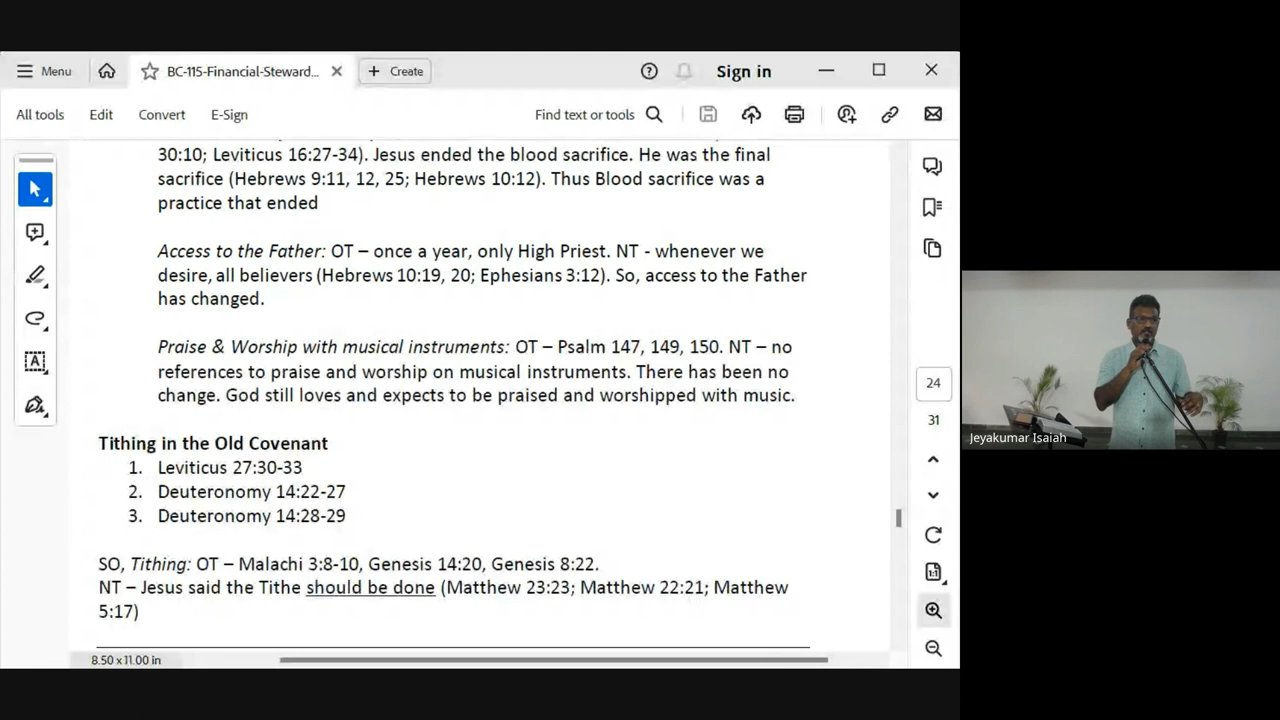 Menu
BC-115-Financial-Steward...
Create
Sign in
All tools
Edit
Convert
E-Sign
Find text or tools
30:10; Leviticus 16:27-34). Jesus ended the blood sacrifice. He was the final
sacrifice (Hebrews 9:11, 12, 25; Hebrews 10:12). Thus Blood sacrifice was a
practice that ended
Access to the Father: OT – once a year, only High Priest. NT - whenever we
desire, all believers (Hebrews 10:19, 20; Ephesians 3:12). So, access to the Father
has changed.
Praise & Worship with musical instruments: OT – Psalm 147, 149, 150. NT – no
references to praise and worship on musical instruments. There has been no
change. God still loves and expects to be praised and worshipped with music.
Tithing in the Old Covenant
1. Leviticus 27:30-33
2. Deuteronomy 14:22-27
3. Deuteronomy 14:28-29
SO, Tithing: OT – Malachi 3:8-10, Genesis 14:20, Genesis 8:22.
NT – Jesus said the Tithe should be done (Matthew 23:23; Matthew 22:21; Matthew
5:17)
8.50 x 11.00 in
24
31
1:1
Jeyakumar Isaiah